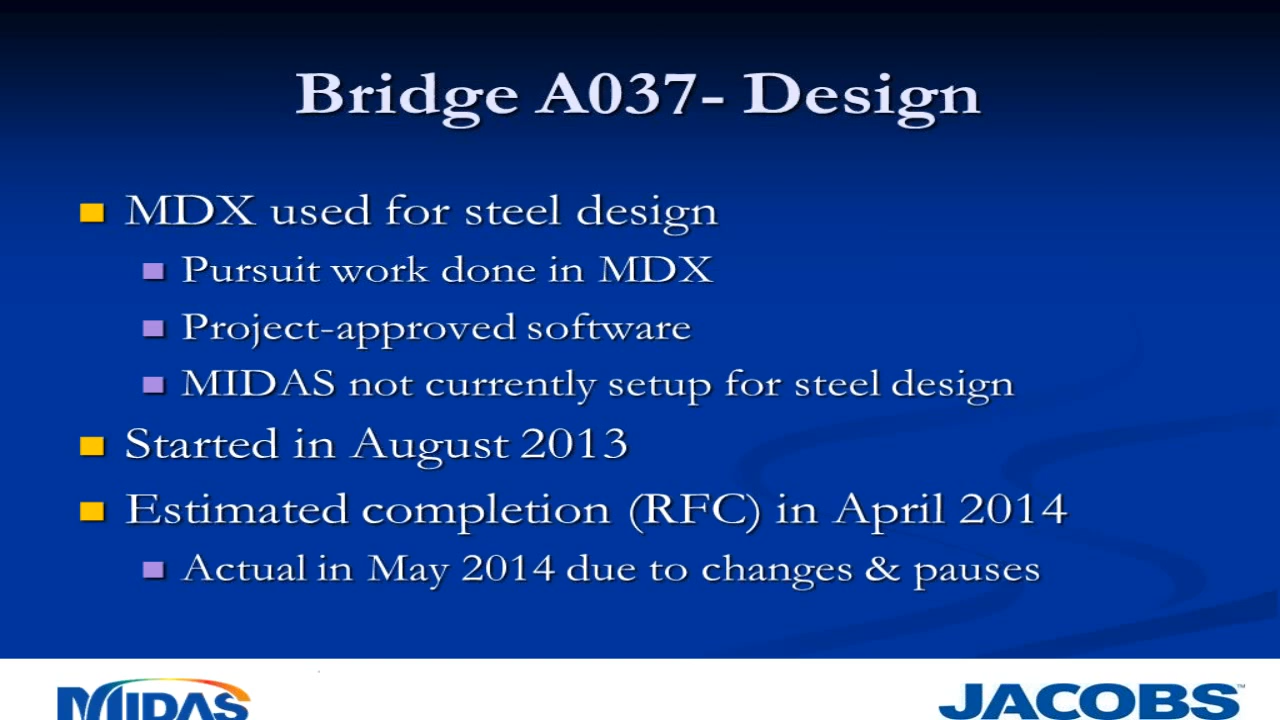 Bridge A037- Design
MDX used for steel design
Pursuit work done in MDX
Project-approved software
MIDAS not currently setup for steel design
Started in August 2013
Estimated completion (RFC) in April 2014
Actual in May 2014 due to changes & pauses
MIDAS
JACOBS™